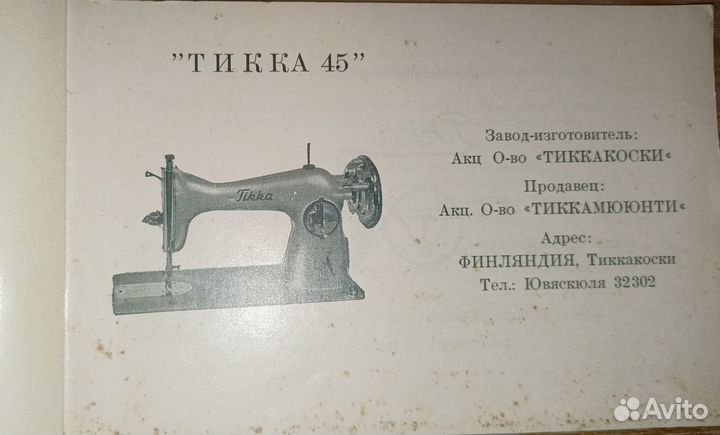 "ТИККА 45"
Tikka
Завод-изготовитель:
Акц О-во «ТИККАКОСКИ«
Продавец:
Акц. О-во «ТИККАМЮЮНТИ«
Адрес:
ФИНЛЯНДИЯ, Тиккакоски
Тел.: Ювяскюля 32302
Avito